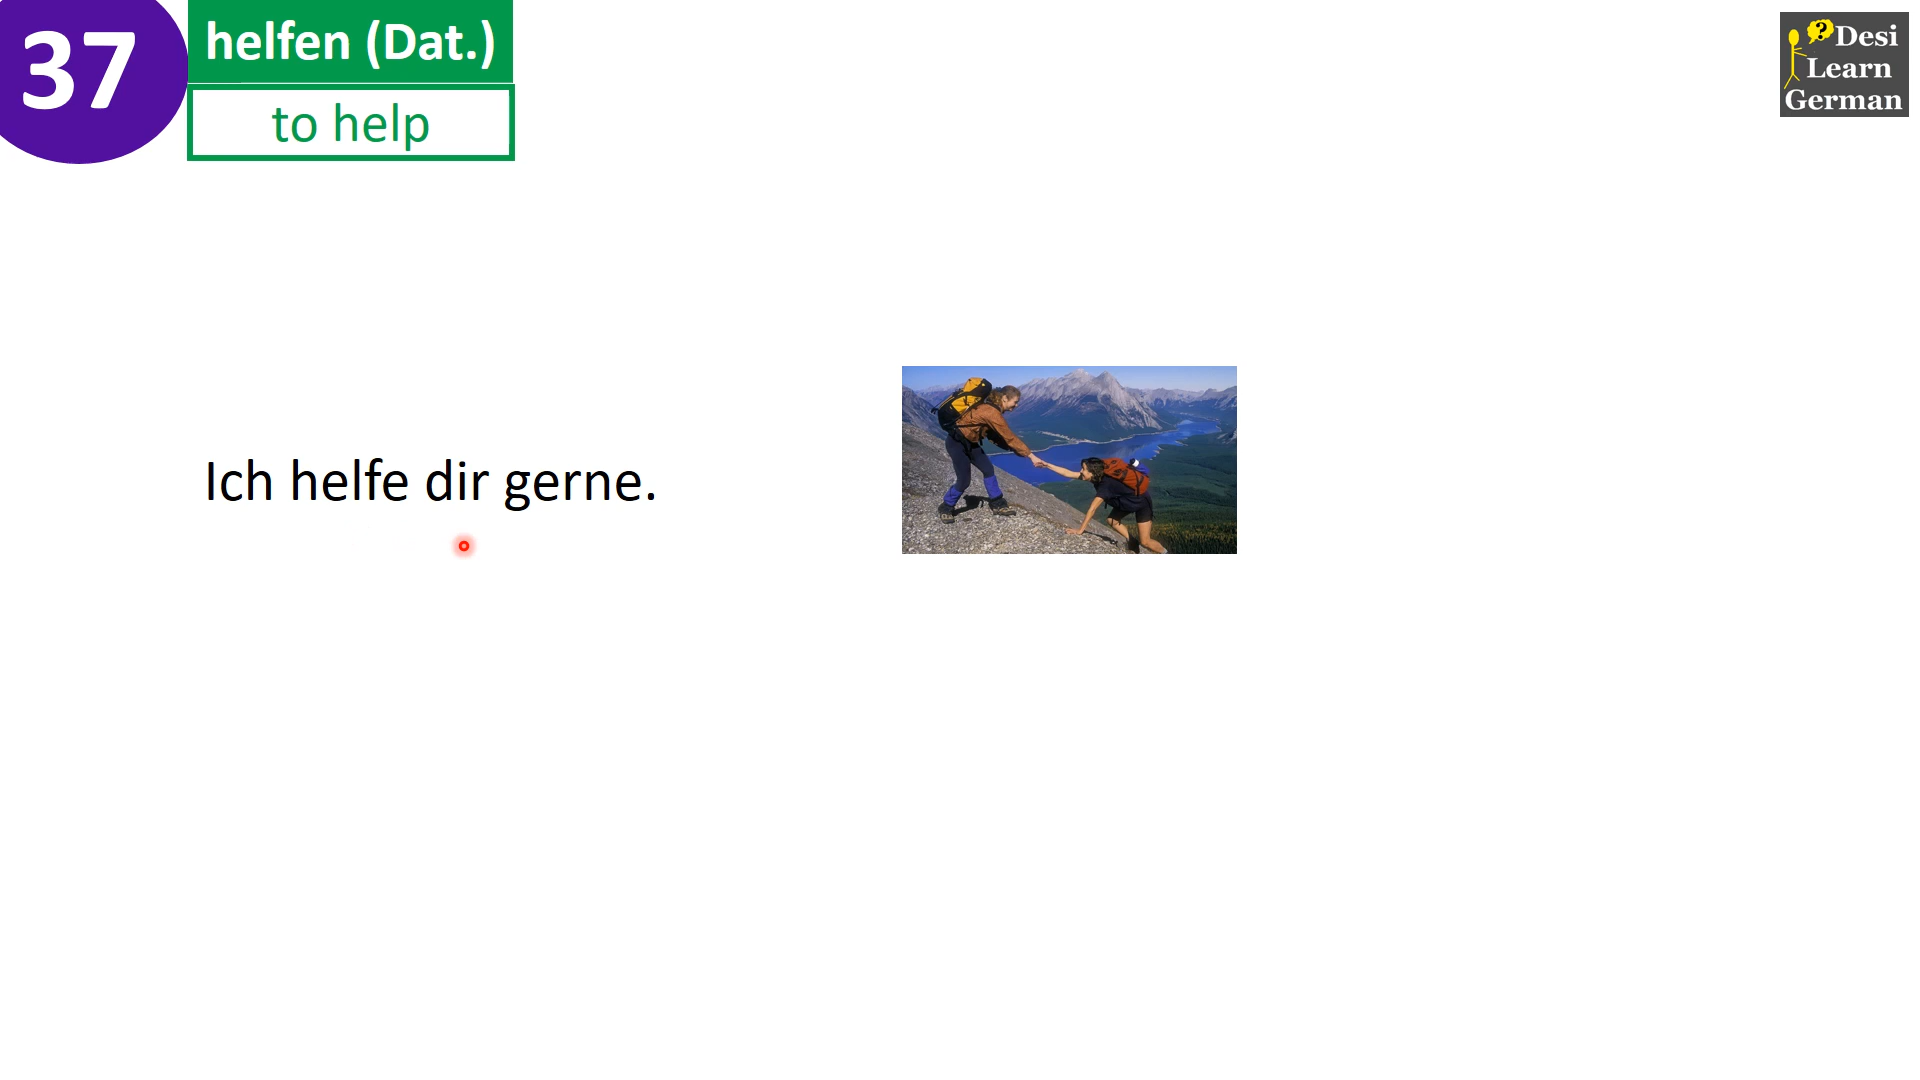 37
helfen (Dat.)
to help
? Desi
Learn
German
Ich helfe dir gerne.